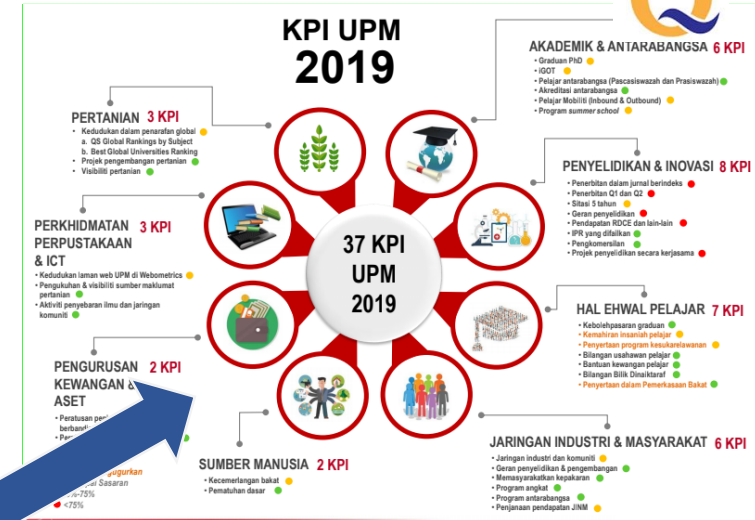 KPI UPM
2019
AKADEMIK & ANTARABANGSA 6 KPI
• Graduan PhD
• iGOT
• Pelajar antarabangsa (Pascasiswazah dan Prasiswazah)
• Akreditasi antarabangsa
• Pelajar Mobiliti (Inbound & Outbound)
• Program summer school
PERTANIAN 3 KPI
• Kedudukan dalam penarafan global
a. QS Global Rankings by Subject
b. Best Global Universities Ranking
• Projek pengembangan pertanian
• Visibiliti pertanian
PENYELIDIKAN & INOVASI 8 KPI
• Penerbitan dalam jurnal berindeks
• Penerbitan Q1 dan Q2
• Sitasi 5 tahun
• Geran penyelidikan
• Pendapatan RDCE dan lain-lain
• IPR yang difailkan
• Pengkomersilan
• Projek penyelidikan secara kerjasama
PERKHIDMATAN 3 KPI
PERPUSTAKAAN
& ICT
• Kedudukan laman web UPM di Webometrics
• Pengukuhan & visibiliti sumber maklumat
pertanian
• Aktiviti penyebaran ilmu dan jaringan
komuniti
37 KPI
UPM
2019
HAL EHWAL PELAJAR 7 KPI
• Kebolehpasaran graduan
• Kemahiran insaniah pelajar
• Penyertaan program kesukarelawanan
• Bilangan usahawan pelajar
• Bantuan kewangan pelajar
• Bilangan Bilik Dinaiktaraf
• Penyertaan dalam Pemerkasaan Bakat
PENGURUSAN 2 KPI
KEWANGAN &
ASET
• Peratusan
Sasaran
<75%
SUMBER MANUSIA 2 KPI
• Kecemerlangan bakat
• Pematuhan dasar
JARINGAN INDUSTRI & MASYARAKAT 6 KPI
• Jaringan industri dan komuniti
• Geran penyelidikan & pengembangan
• Memasyarakatkan kepakaran
• Program angkat
• Program antarabangsa
• Penjanaan pendapatan JINM